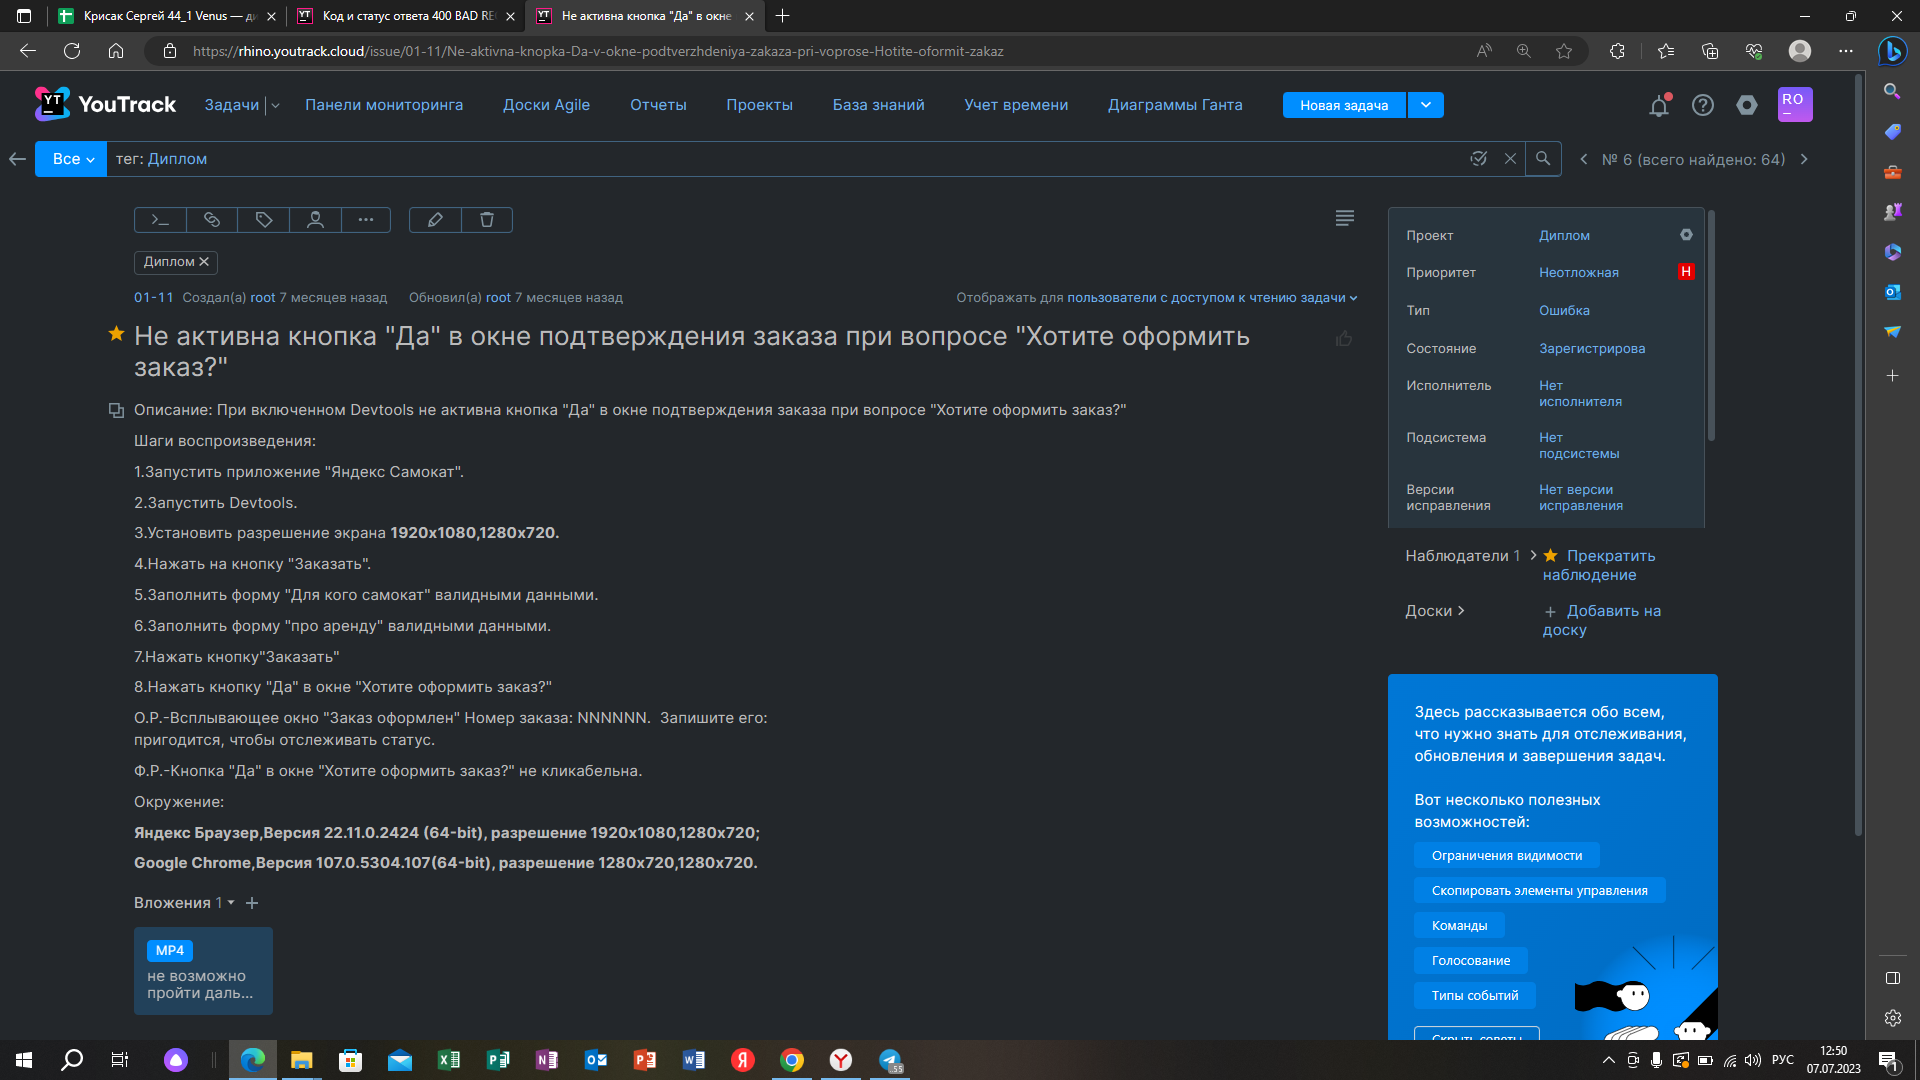 Крисак Сергей 44_1 Venus — ди
Код и статус ответа 400 BAD RE
Не активна кнопка "Да" в окне
https://rhino.youtrack.cloud/issue/01-11/Ne-aktivna-knopka-Da-v-okne-podtverzhdeniya-zakaza-pri-voprose-Hotite-oformit-zakaz
YT YouTrack Задачи Панели мониторинга Доски Agile Отчеты Проекты База знаний Учет времени Диаграммы Ганта Новая задача RO
Все тег: Диплом № 6 (всего найдено: 64)
Диплом
01-11 Создал(а) root 7 месяцев назад Обновил(а) root 7 месяцев назад Отображать для пользователи с доступом к чтению задачи
Не активна кнопка "Да" в окне подтверждения заказа при вопросе "Хотите оформить
заказ?"
Описание: При включенном Devtools не активна кнопка "Да" в окне подтверждения заказа при вопросе "Хотите оформить заказ?"
Шаги воспроизведения:
1.Запустить приложение "Яндекс Самокат".
2.Запустить Devtools.
3.Установить разрешение экрана 1920x1080,1280x720.
4.Нажать на кнопку "Заказать".
5.Заполнить форму "Для кого самокат" валидными данными.
6.Заполнить форму "про аренду" валидными данными.
7.Нажать кнопку"Заказать"
8.Нажать кнопку "Да" в окне "Хотите оформить заказ?"
О.Р.-Всплывающее окно "Заказ оформлен" Номер заказа: NNNNNN.  Запишите его:
пригодится, чтобы отслеживать статус.
Ф.Р.-Кнопка "Да" в окне "Хотите оформить заказ?" не кликабельна.
Окружение:
Яндекс Браузер,Версия 22.11.0.2424 (64-bit), разрешение 1920x1080,1280x720;
Google Chrome,Версия 107.0.5304.107(64-bit), разрешение 1280x720,1280x720.
Вложения 1
MP4
не возможно
пройти даль...
Проект Диплом
Приоритет Неотложная Н
Тип Ошибка
Состояние Зарегистрирова
Исполнитель Нет
исполнителя
Подсистема Нет
подсистемы
Версии Нет версии
исправления исправления
Наблюдатели 1 Прекратить
наблюдение
Доски Добавить на
доску
Здесь рассказывается обо всем,
что нужно знать для отслеживания,
обновления и завершения задач.
Вот несколько полезных
возможностей:
Ограничения видимости
Скопировать элементы управления
Команды
Голосование
Типы событий
Скрыть советы
55
РУС
12:50
07.07.2023
1